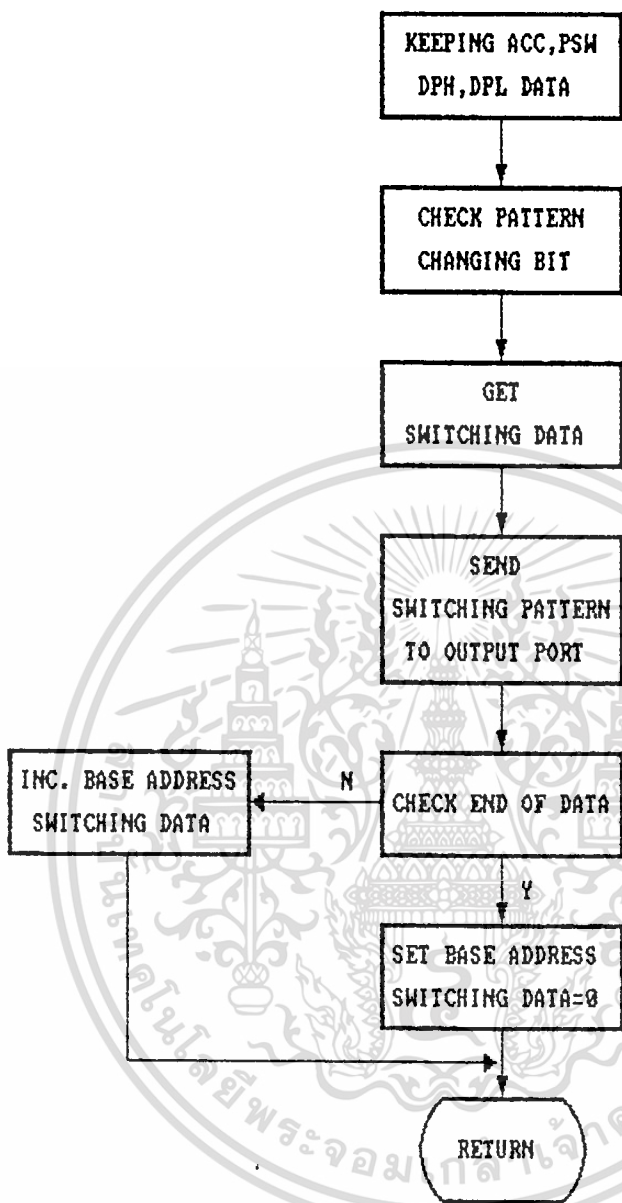 KEEPING ACC,PSW
DPH,DPL DATA
CHECK PATTERN
CHANGING BIT
GET
SWITCHING DATA
SEND
SWITCHING PATTERN
TO OUTPUT PORT
INC. BASE ADDRESS
SWITCHING DATA
N
CHECK END OF DATA
Y
SET BASE ADDRESS
SWITCHING DATA=0
RETURN